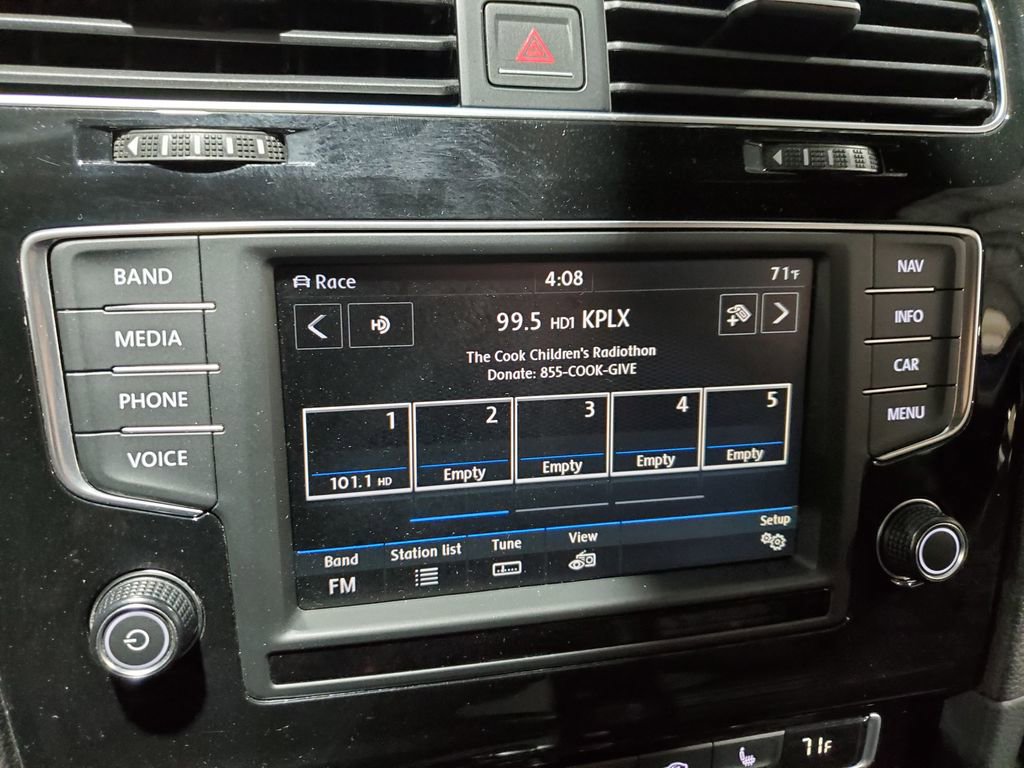 BAND
MEDIA
PHONE
VOICE
Race 4:08 71°F
HD 99.5 HD1 KPLX
The Cook Children's Radiothon
Donate: 855-COOK-GIVE
1 2 3 4 5
101.1 HD Empty Empty Empty Empty
Band Station list Tune View Setup
FM
NAV
INFO
CAR
MENU
71F